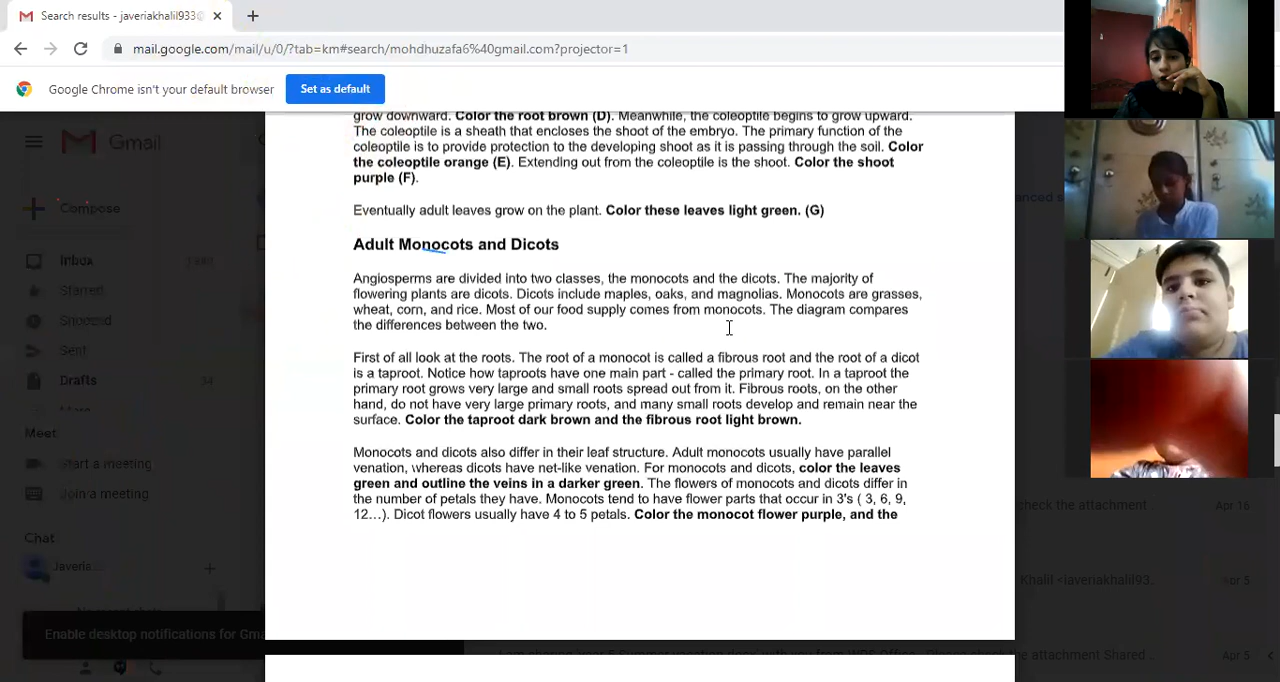 Search results - javeriakhalil933@
mail.google.com/mail/u/0/?tab=km#search/mohdhuzafa6%40gmail.com?projector=1
Google Chrome isn't your default browser
Set as default
Gmail
Compose
Inbox
Starred
Snoozed
Sent
Drafts 34
More
Meet
Start a meeting
Join a meeting
Chat
Javeria...
Enable desktop notifications for Gma
grow downward. Color the root brown (D). Meanwhile, the coleoptile begins to grow upward.
The coleoptile is a sheath that encloses the shoot of the embryo. The primary function of the
coleoptile is to provide protection to the developing shoot as it is passing through the soil. Color
the coleoptile orange (E). Extending out from the coleoptile is the shoot. Color the shoot
purple (F).
Eventually adult leaves grow on the plant. Color these leaves light green. (G)
Adult Monocots and Dicots
Angiosperms are divided into two classes, the monocots and the dicots. The majority of
flowering plants are dicots. Dicots include maples, oaks, and magnolias. Monocots are grasses,
wheat, corn, and rice. Most of our food supply comes from monocots. The diagram compares
the differences between the two.
First of all look at the roots. The root of a monocot is called a fibrous root and the root of a dicot
is a taproot. Notice how taproots have one main part - called the primary root. In a taproot the
primary root grows very large and small roots spread out from it. Fibrous roots, on the other
hand, do not have very large primary roots, and many small roots develop and remain near the
surface. Color the taproot dark brown and the fibrous root light brown.
Monocots and dicots also differ in their leaf structure. Adult monocots usually have parallel
venation, whereas dicots have net-like venation. For monocots and dicots, color the leaves
green and outline the veins in a darker green. The flowers of monocots and dicots differ in
the number of petals they have. Monocots tend to have flower parts that occur in 3's ( 3, 6, 9,
12...). Dicot flowers usually have 4 to 5 petals. Color the monocot flower purple, and the
check the attachment Apr 16
Apr 5
Apr 5